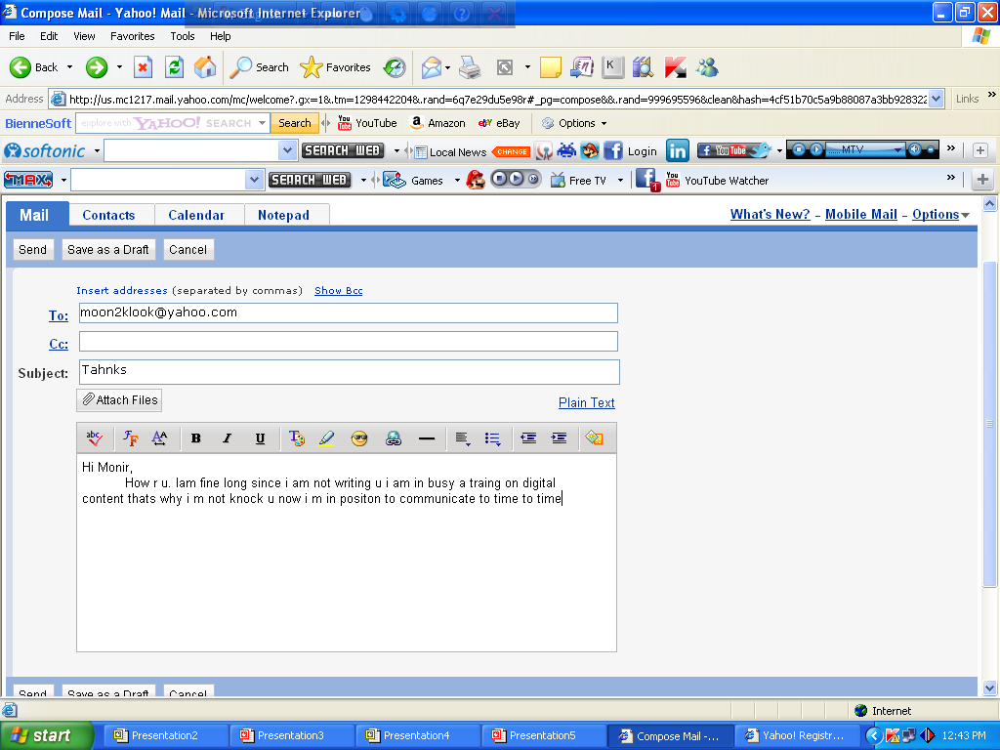 Compose Mail - Yahoo! Mail - Microsoft Internet Explorer
File Edit View Favorites Tools Help
Back Search Favorites
Address http://us.mc1217.mail.yahoo.com/mc/welcome?.gx=1&.tm=1298442204&.rand=6q7e29du5e98r#_pg=compose&&.rand=999695596&clean&hash=4cf51b70c5a9b88087a3bb928322 Links »
BienneSoft explore with YAHOO! SEARCH Search YouTube Amazon eBay Options
softonic SEARCH WEB Local News CHANGE Login in f YouTube MTV »
MAX SEARCH WEB Games Free TV 1 YouTube Watcher »
Mail Contacts Calendar Notepad What's New? - Mobile Mail - Options
Send Save as a Draft Cancel
Insert addresses (separated by commas) Show Bcc
To: moon2klook@yahoo.com
Cc:
Subject: Tahnks
Attach Files Plain Text
abc B I U T
Hi Monir,
How r u. Iam fine long since i am not writing u i am in busy a traing on digital
content thats why i m not knock u now i m in positon to communicate to time to time
Send Save as a Draft Cancel
Internet
start Presentation2 Presentation3 Presentation4 Presentation5 Compose Mail -... Yahoo! Registr... 12:43 PM